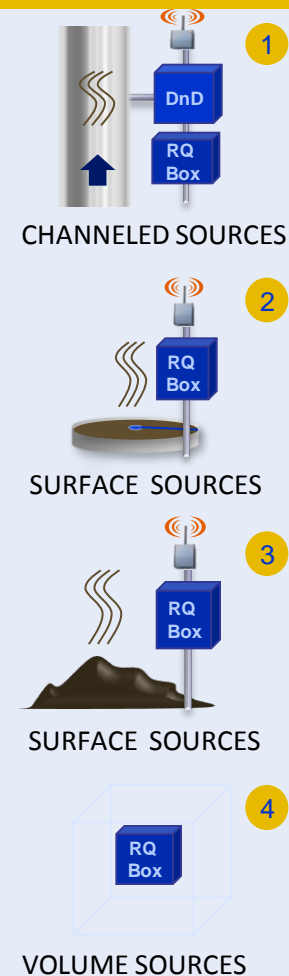 1
DnD
RQ
Box
CHANNELED SOURCES
2
RQ
Box
SURFACE SOURCES
3
RQ
Box
SURFACE SOURCES
4
RQ
Box
VOLUME SOURCES